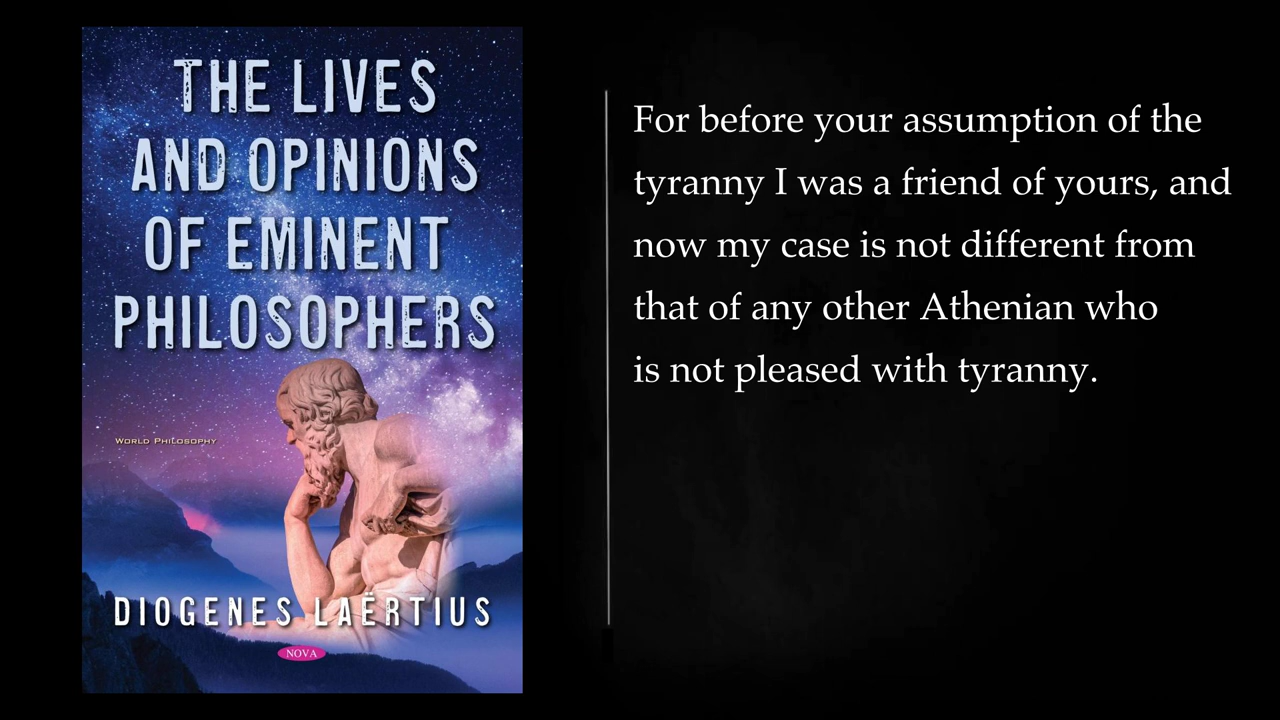 THE LIVES
AND OPINIONS
OF EMINENT
PHILOSOPHERS
WORLD PHILOSOPHY
DIOGENES LAËRTIUS
NOVA
For before your assumption of the
tyranny I was a friend of yours, and
now my case is not different from
that of any other Athenian who
is not pleased with tyranny.